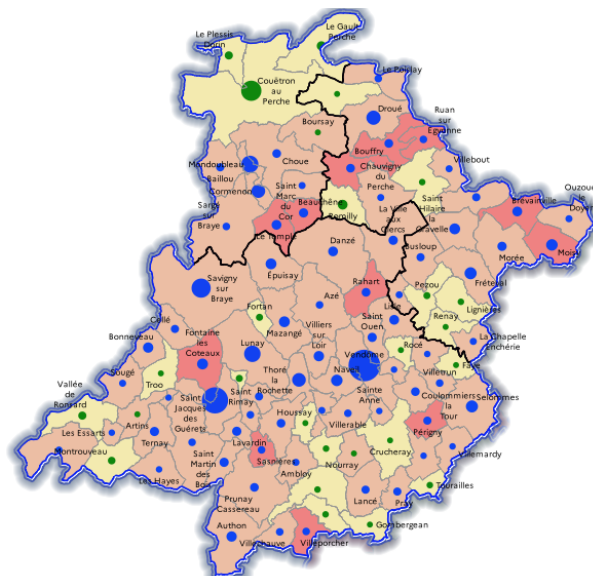 Le Plessis
Dorin
Le Gault
Perche
Couëtron
au
Perche
Le Poislay
Droué
Ruan
sur
Egvonne
Boursay
Bouffry
Mondoubleau
Choue
Chauvigny
du
Perche
Villebout
Baillou
Cormenon
Saint
Marc
du
Cor
Sargé
sur
Braye
Beauchêne
Le Temple
Romilly
La Ville
aux
Clercs
Saint
Hilaire
la
Gravelle
Brévainville
Ouzouer
le
Doyen
Moisy
Busloup
Morée
Danzé
Fréteval
Épuisay
Savigny
sur
Braye
Rahart
Pezou
Lignières
Azé
Lisle
Renay
Fortan
Mazangé
Villiers
sur
Loir
Saint
Ouen
La Chapelle
Enchérie
Cellé
Bonneveau
Fontaine
les
Coteaux
Lunay
Vendôme
Rocé
Faye
Sougé
Troo
Thoré
la
Rochette
Naveil
Villetrun
Saint
Rimay
Sainte
Anne
Coulommiers
la
Tour
Selommes
Vallée
de
Ronsard
Saint
Jacques
des
Guérets
Houssay
Artins
Villerable
Périgny
Les Essarts
Ternay
Lavardin
Crucheray
Villemardy
Montrouveau
Saint
Martin
des
Bois
Sasnières
Nourray
Les Hayes
Ambloy
Tourailles
Prunay
Cassereau
Lancé
Pray
Authon
Gombergean
Villechauve
Villeporcher